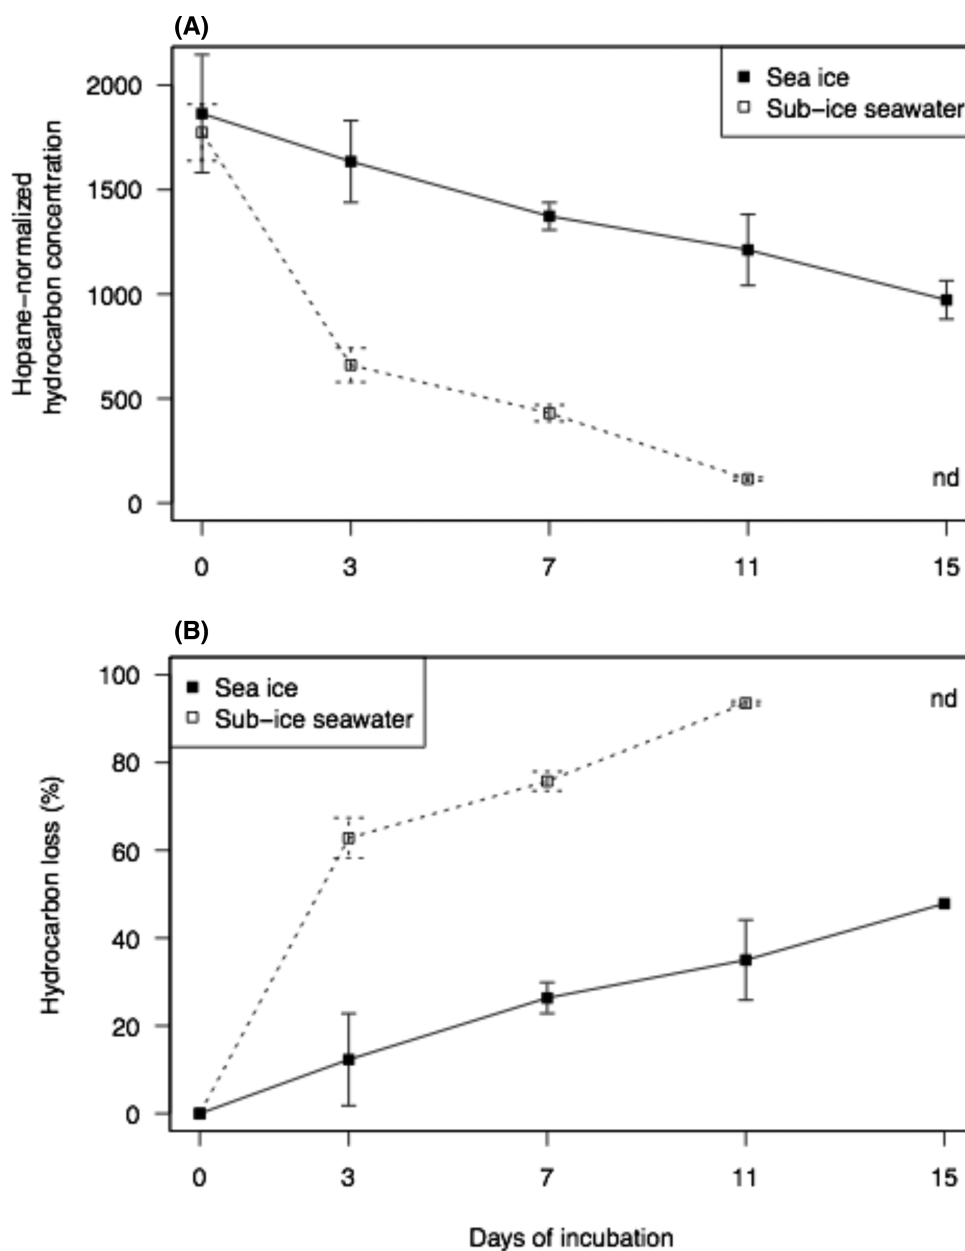 (A)
Sea ice
Sub-ice seawater
2000
1500
1000
500
0
Hopane-normalized
hydrocarbon concentration
nd
0 3 7 11 15
(B)
Sea ice
Sub-ice seawater
100
80
60
40
20
0
Hydrocarbon loss (%)
nd
0 3 7 11 15
Days of incubation